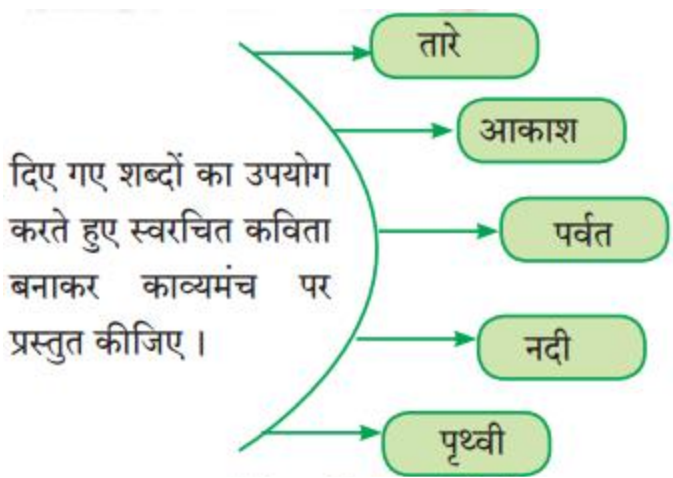 दिए गए शब्दों का उपयोग
करते हुए स्वरचित कविता
बनाकर काव्यमंच पर
प्रस्तुत कीजिए ।
तारे
आकाश
पर्वत
नदी
पृथ्वी